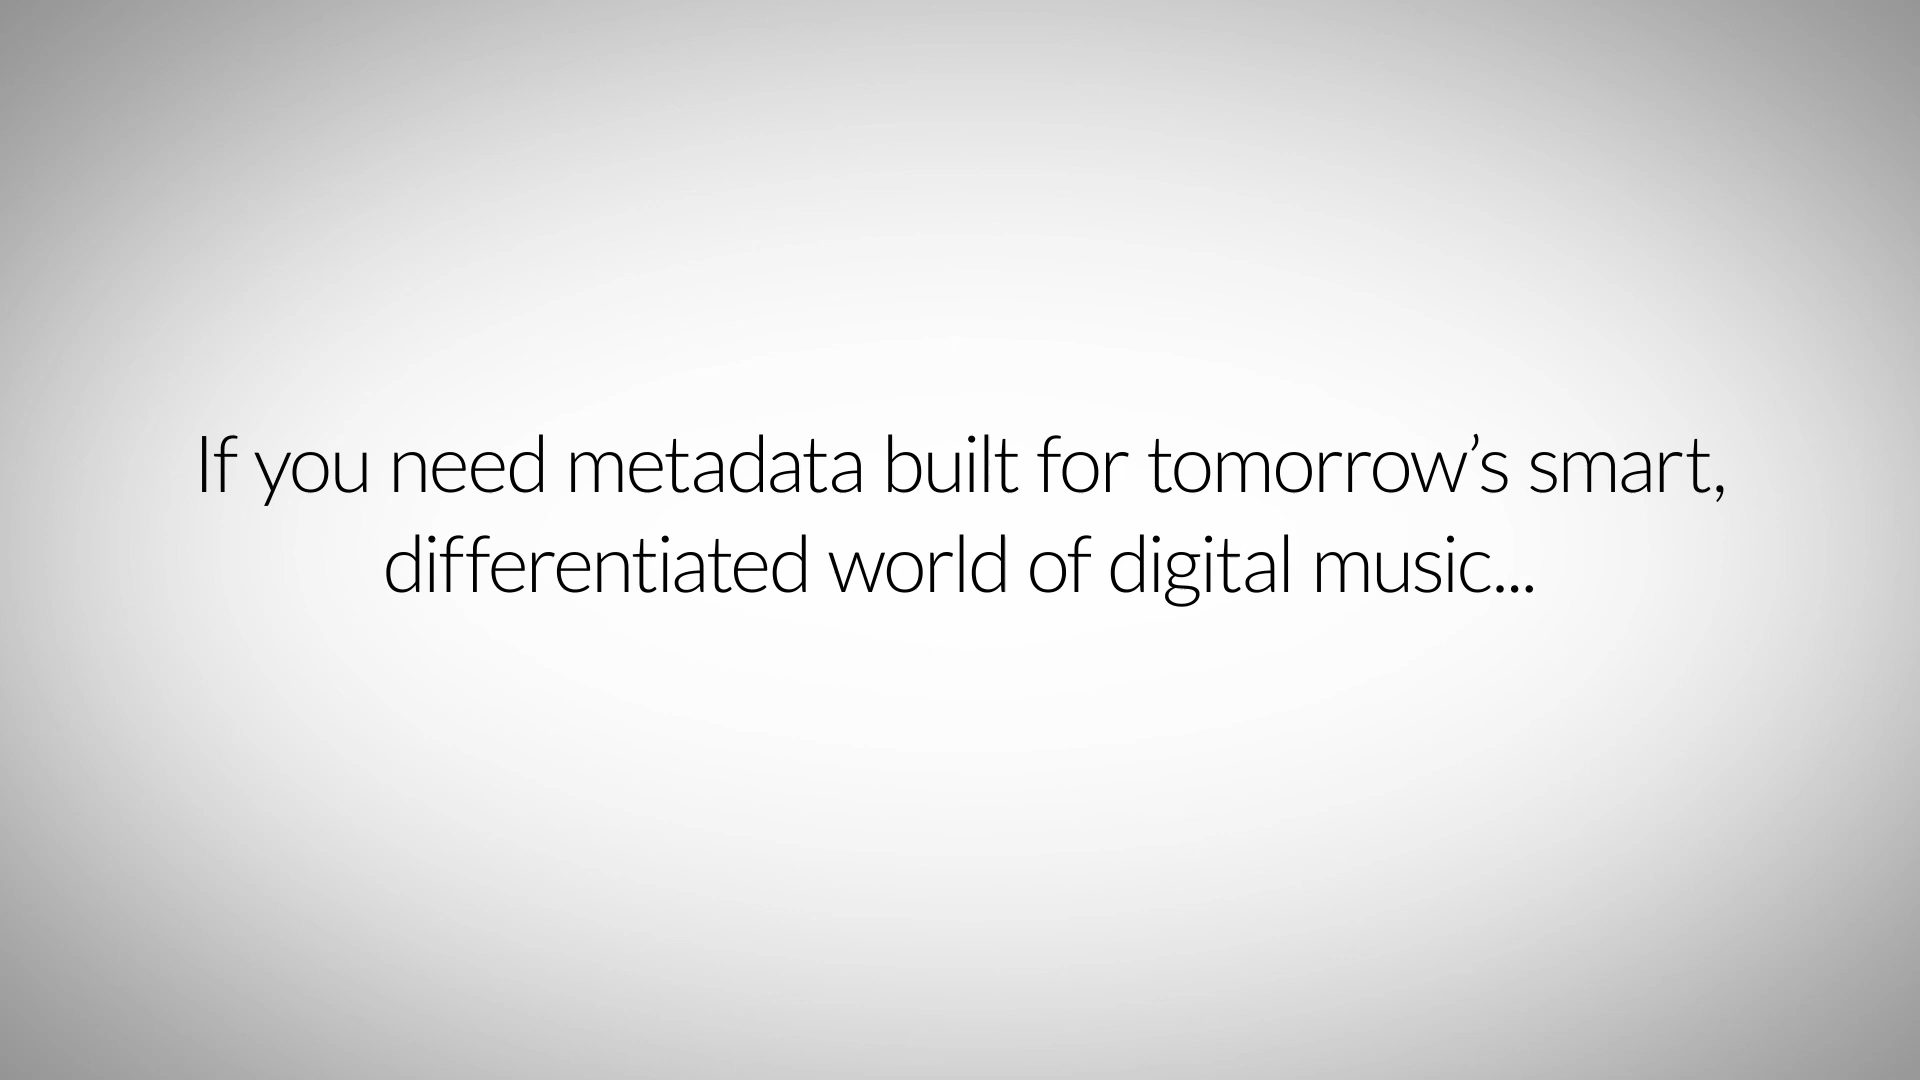 If you need metadata built for tomorrow’s smart,
differentiated world of digital music...